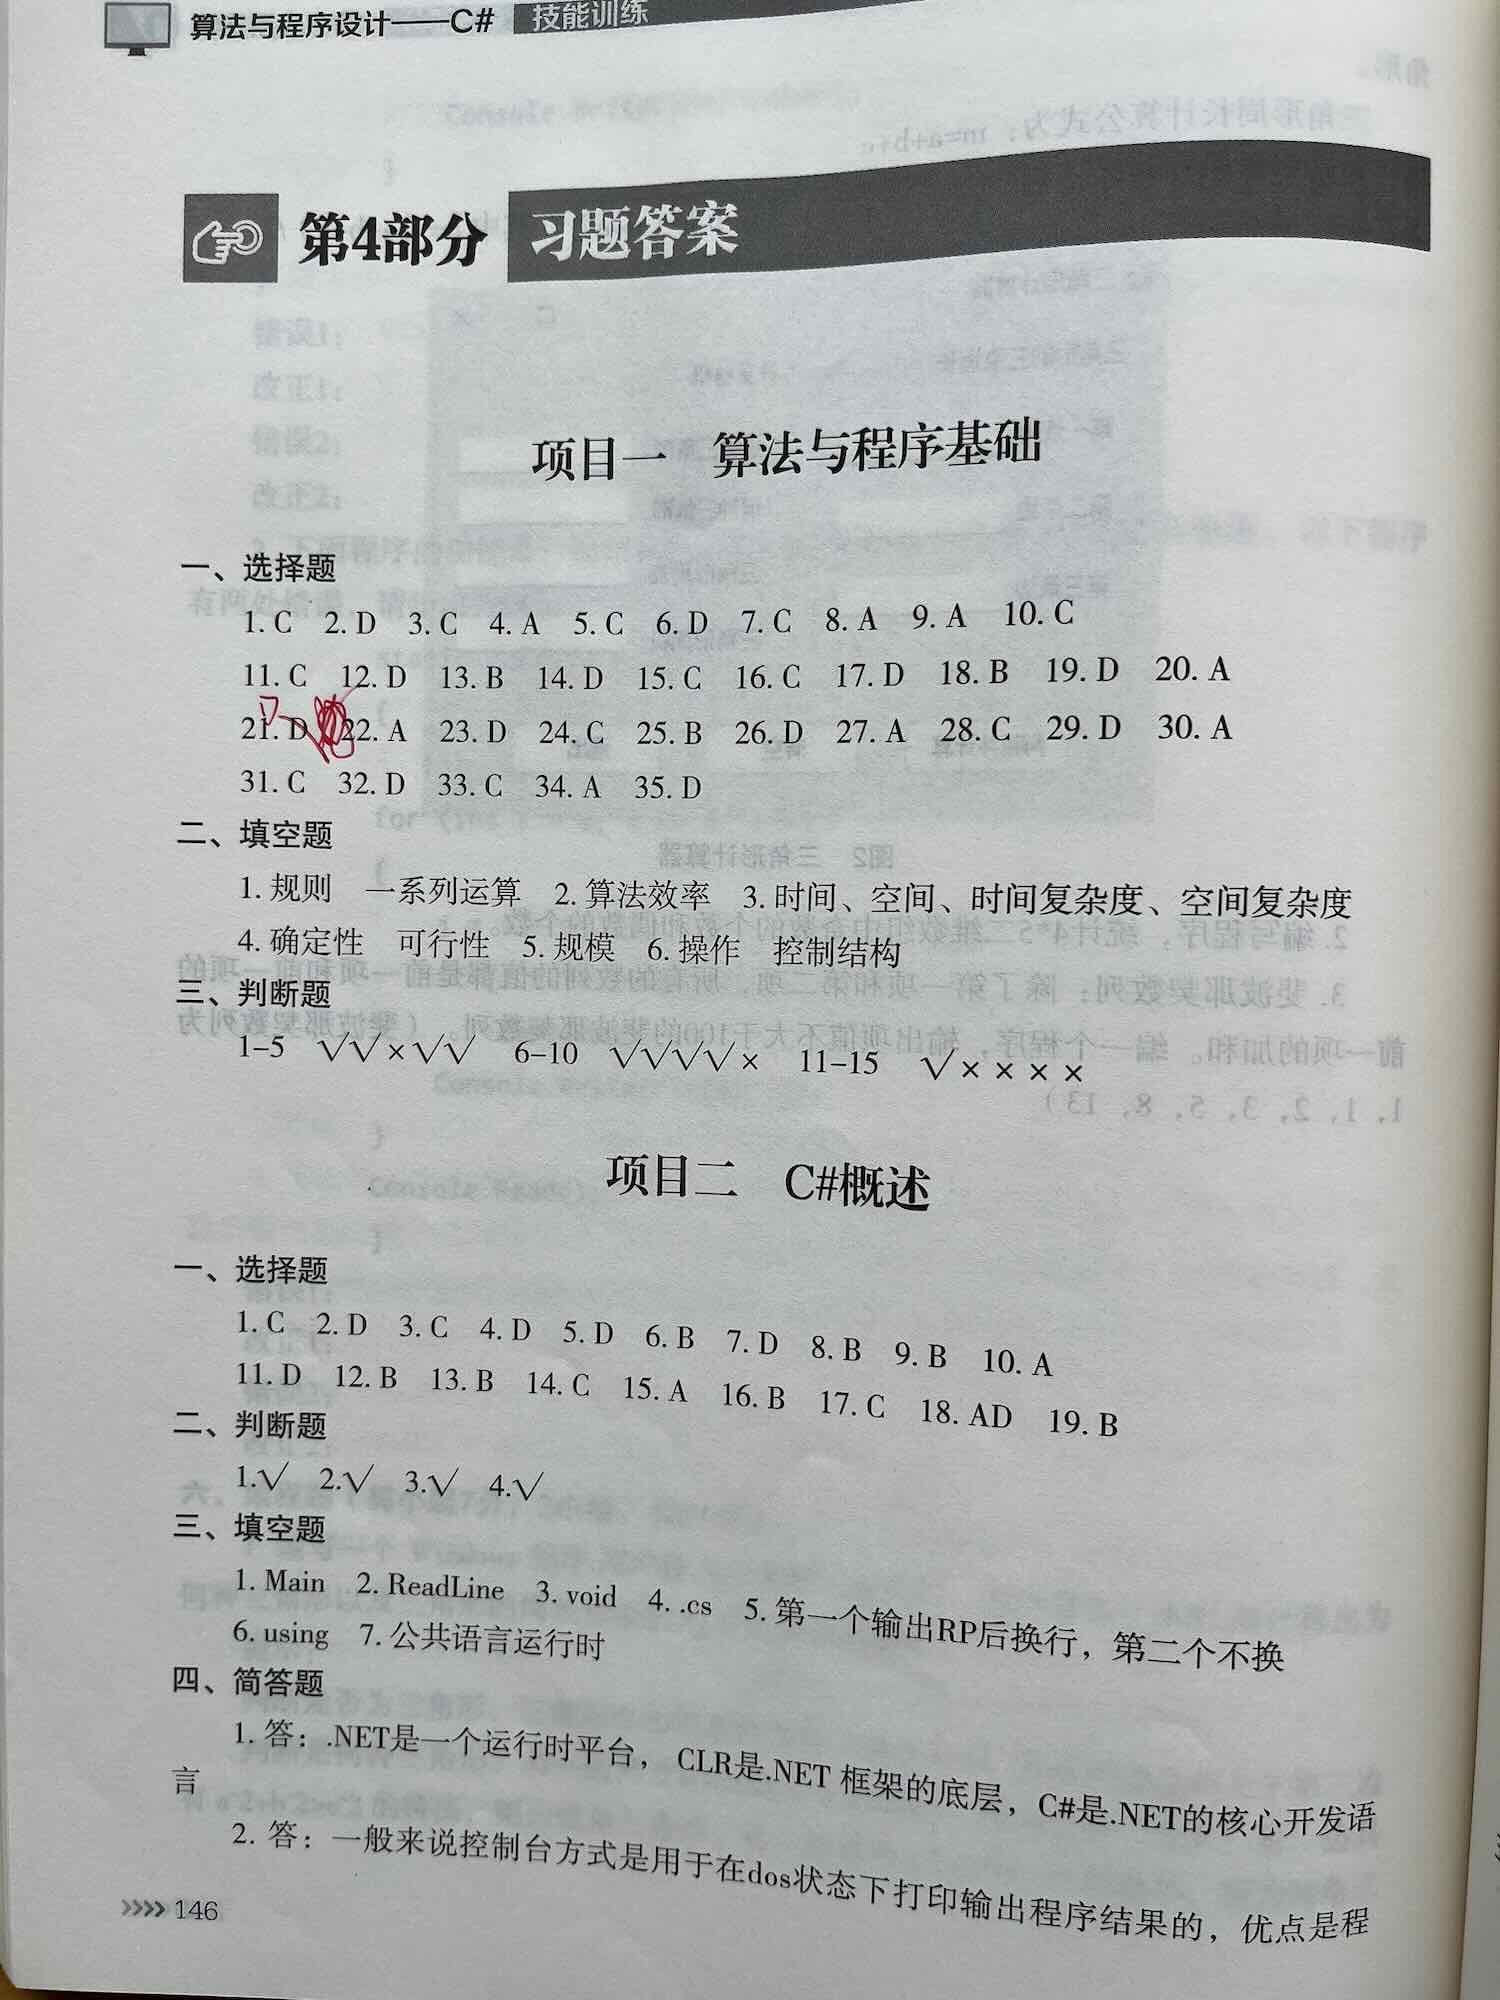 算法与程序设计——C# 技能训练
第4部分 习题答案
项目一 算法与程序基础
一、选择题
1. C 2. D 3. C 4. A 5. C 6. D 7. C 8. A 9. A 10. C
11. C 12. D 13. B 14. D 15. C 16. C 17. D 18. B 19. D 20. A
21. D 22. A 23. D 24. C 25. B 26. D 27. A 28. C 29. D 30. A
31. C 32. D 33. C 34. A 35. D
二、填空题
1. 规则 一系列运算 2. 算法效率 3. 时间、空间、时间复杂度、空间复杂度
4. 确定性 可行性 5. 规模 6. 操作 控制结构
三、判断题
1-5 √√×√√ 6-10 √√√√× 11-15 √××××
项目二 C#概述
一、选择题
1. C 2. D 3. C 4. D 5. D 6. B 7. D 8. B 9. B 10. A
11. D 12. B 13. B 14. C 15. A 16. B 17. C 18. AD 19. B
二、判断题
1.√ 2.√ 3.√ 4.√
三、填空题
1. Main 2. ReadLine 3. void 4. .cs 5. 第一个输出RP后换行，第二个不换
6. using 7. 公共语言运行时
四、简答题
1. 答：.NET是一个运行时平台， CLR是.NET 框架的底层，C#是.NET的核心开发语
言
2. 答：一般来说控制台方式是用于在dos状态下打印输出程序结果的，优点是程
>>>> 146